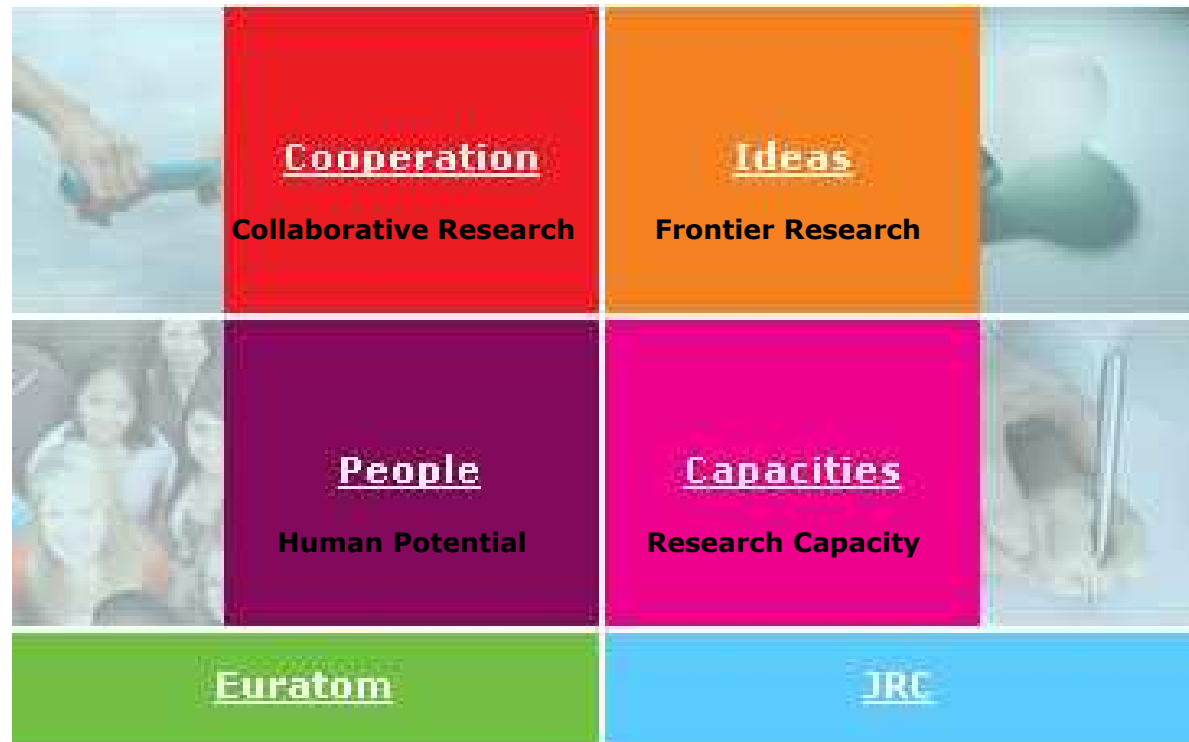 Cooperation
Collaborative Research
Ideas
Frontier Research
People
Human Potential
Capacities
Research Capacity
Euratom
JRC